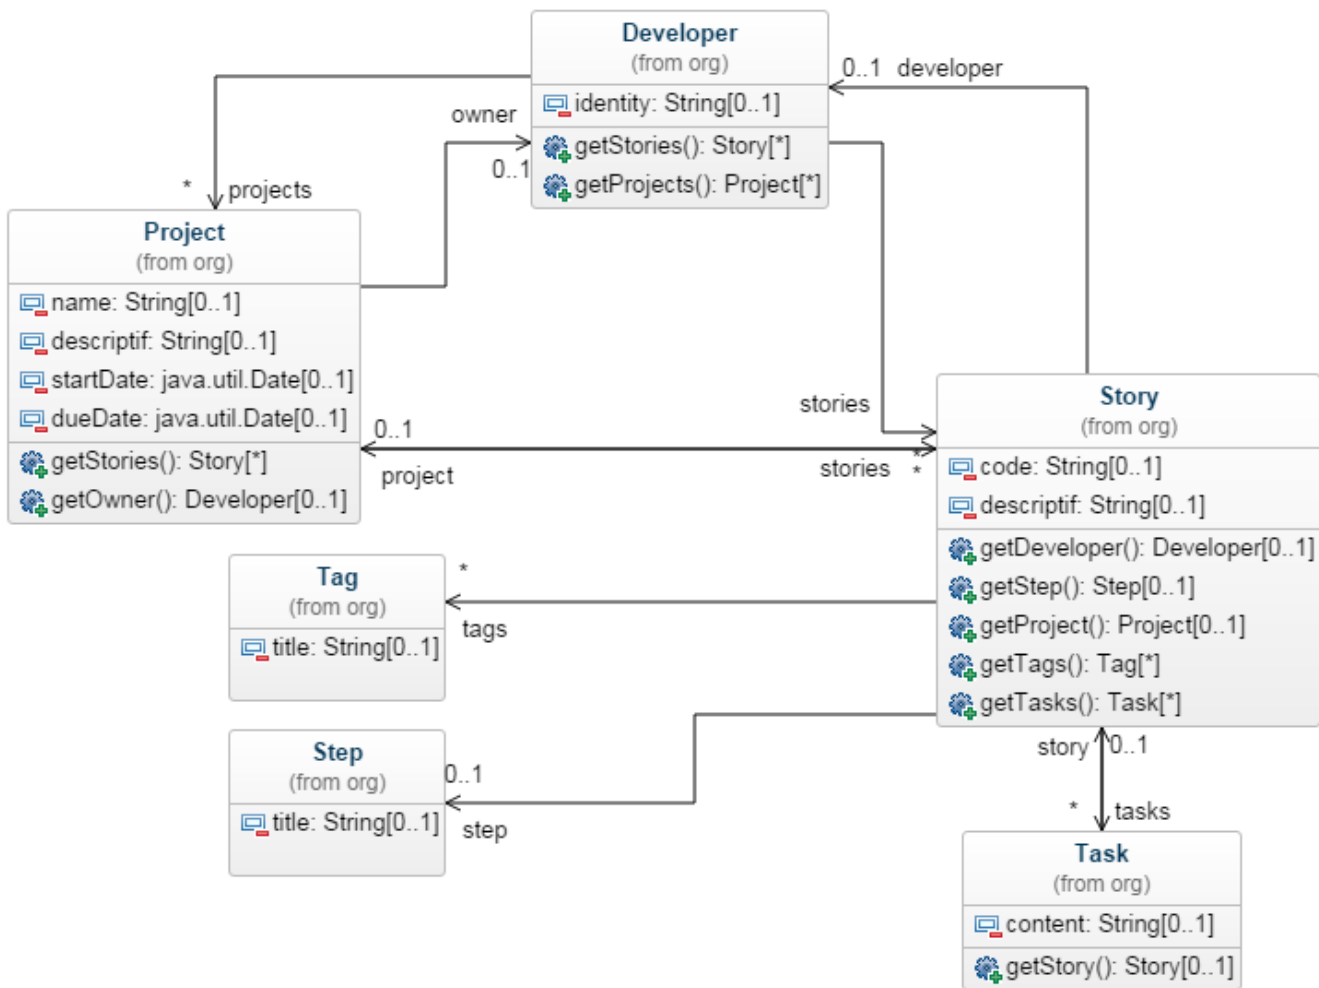 Developer
(from org)
identity: String[0..1]
getStories(): Story[*]
getProjects(): Project[*]
0..1 developer
owner
0..1
* projects
Project
(from org)
name: String[0..1]
descriptif: String[0..1]
startDate: java.util.Date[0..1]
dueDate: java.util.Date[0..1]
getStories(): Story[*]
getOwner(): Developer[0..1]
stories
0..1
project
stories
*
*
Story
(from org)
code: String[0..1]
descriptif: String[0..1]
getDeveloper(): Developer[0..1]
getStep(): Step[0..1]
getProject(): Project[0..1]
getTags(): Tag[*]
getTasks(): Task[*]
Tag
(from org)
title: String[0..1]
*
tags
Step
(from org)
title: String[0..1]
0..1
step
story 0..1
* tasks
Task
(from org)
content: String[0..1]
getStory(): Story[0..1]